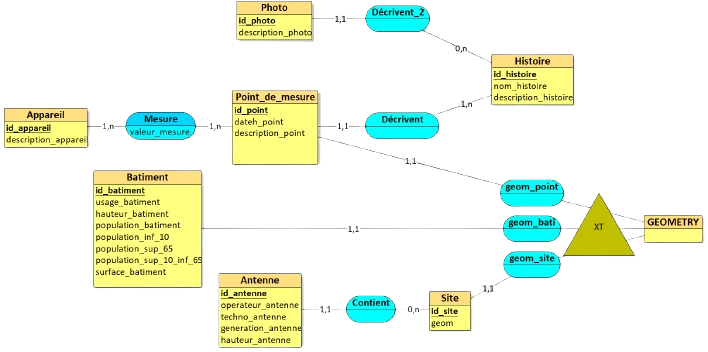 Photo
id_photo
description_photo
1,1
Décrivent_2
0,n
Histoire
id_histoire
nom_histoire
description_histoire
Appareil
id_appareil
description_appareil
1,n
Mesure
valeur_mesure
1,n
Point_de_mesure
id_point
dateh_point
description_point
1,1
Décrivent
1,n
1,1
geom_point
Batiment
id_batiment
usage_batiment
hauteur_batiment
population_batiment
population_inf_10
population_sup_65
population_sup_10_inf_65
surface_batiment
1,1
geom_bati
XT
GEOMETRY
geom_site
1,1
Antenne
id_antenne
operateur_antenne
techno_antenne
generation_antenne
hauteur_antenne
1,1
Contient
0,n
Site
id_site
geom